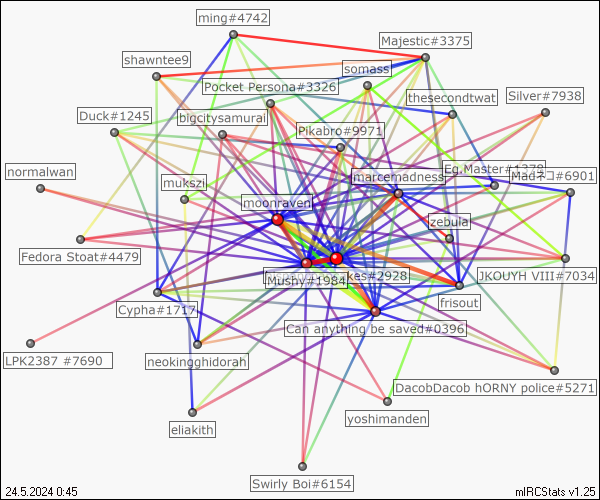 ming#4742
Majestic#3375
shawntee9
somass
Pocket Persona#3326
thesecondtwat
Silver#7938
Duck#1245
bigcitysamurai
Pikabro#9971
normalwan
Eg.Master#1378
marcemadness
Madネコ#6901
mukszi
moonraven
zebula
Fedora Stoat#4479
kes#2928
JKOUYH VIII#7034
Mushy#1984
Cypha#1717
frisout
Can anything be saved#0396
LPK2387 #7690
neokingghidorah
DacobDacob hORNY police#5271
yoshimanden
eliakith
Swirly Boi#6154
24.5.2024 0:45
mIRCStats v1.25